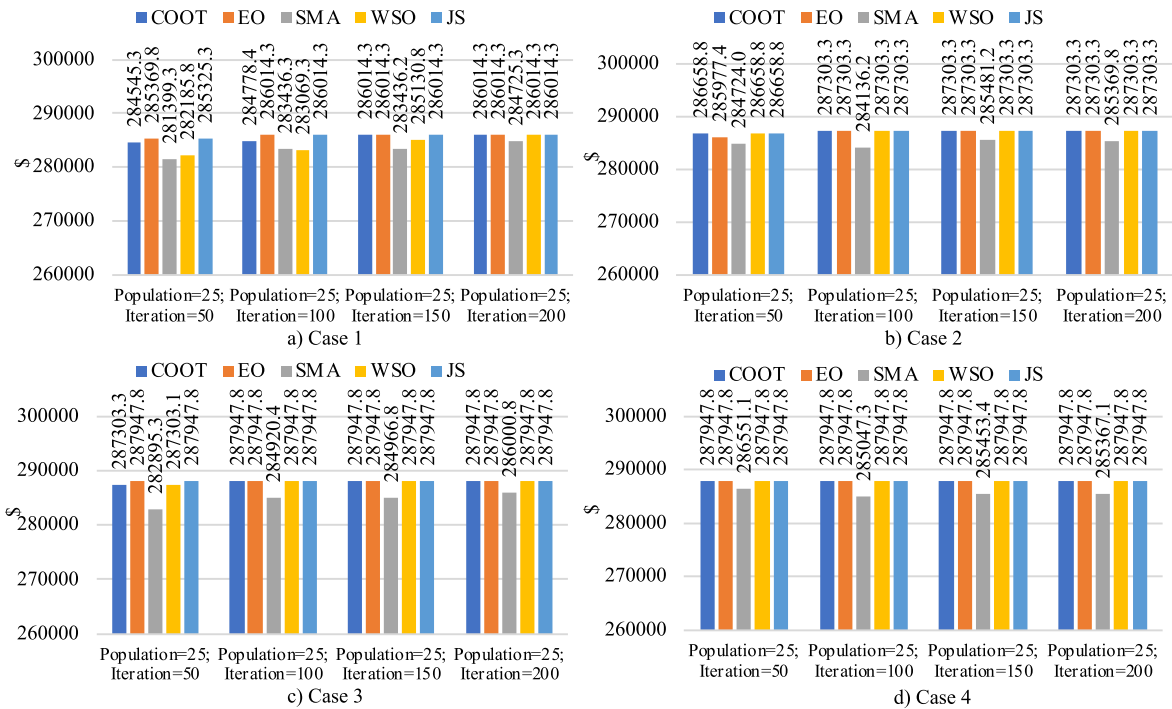 COOT EO SMA WSO JS
300000
290000
280000
270000
260000
$
284545.3 285369.8 281399.3 282185.8 285325.3
284778.4 286014.3 283436.3 283069.3 286014.3
286014.3 286014.3 283436.2 285130.8 286014.3
286014.3 286014.3 284725.3 286014.3 286014.3
Population=25; Population=25; Population=25; Population=25;
Iteration=50 Iteration=100 Iteration=150 Iteration=200
a) Case 1
COOT EO SMA WSO JS
300000
290000
280000
270000
260000
$
286658.8 285977.4 284724.0 286658.8 286658.8
287303.3 287303.3 284136.2 287303.3 287303.3
287303.3 287303.3 285481.2 287303.3 287303.3
287303.3 287303.3 285369.8 287303.3 287303.3
Population=25; Population=25; Population=25; Population=25;
Iteration=50 Iteration=100 Iteration=150 Iteration=200
b) Case 2
COOT EO SMA WSO JS
300000
290000
280000
270000
260000
$
287303.3 287947.8 282895.3 287303.1 287947.8
287947.8 287947.8 284920.4 287947.8 287947.8
287947.8 287947.8 284966.8 287947.8 287947.8
287947.8 287947.8 286000.8 287947.8 287947.8
Population=25; Population=25; Population=25; Population=25;
Iteration=50 Iteration=100 Iteration=150 Iteration=200
c) Case 3
COOT EO SMA WSO JS
300000
290000
280000
270000
260000
$
287947.8 287947.8 286551.1 287947.8 287947.8
287947.8 287947.8 285047.3 287947.8 287947.8
287947.8 287947.8 285453.4 287947.8 287947.8
287947.8 287947.8 285367.1 287947.8 287947.8
Population=25; Population=25; Population=25; Population=25;
Iteration=50 Iteration=100 Iteration=150 Iteration=200
d) Case 4